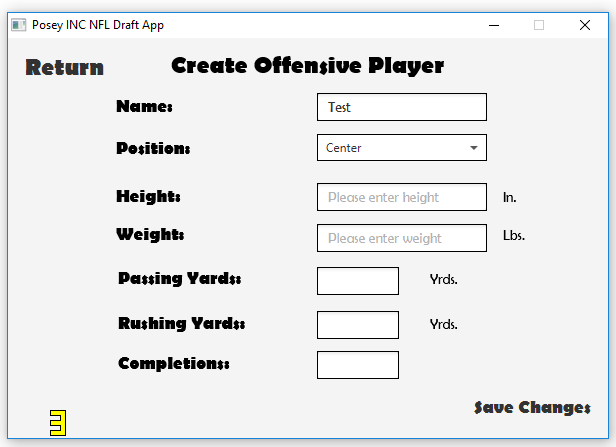 Posey INC NFL Draft App
Return
Create Offensive Player
Name: Test
Position: Center
Height: Please enter height In.
Weight: Please enter weight Lbs.
Passing Yards: Yrds.
Rushing Yards: Yrds.
Completions:
Save Changes